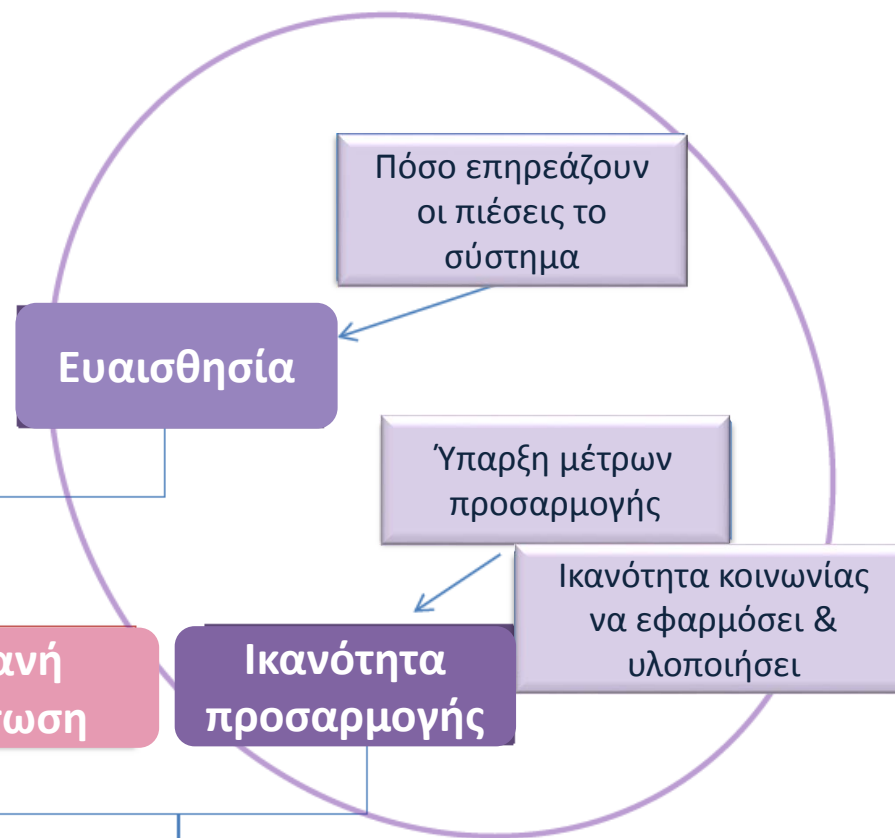 Πόσο επηρεάζουν
οι πιέσεις το
σύστημα
Ευαισθησία
Ύπαρξη μέτρων
προσαρμογής
Ικανότητα κοινωνίας
να εφαρμόσει &
υλοποιήσει
Ικανότητα
προσαρμογής